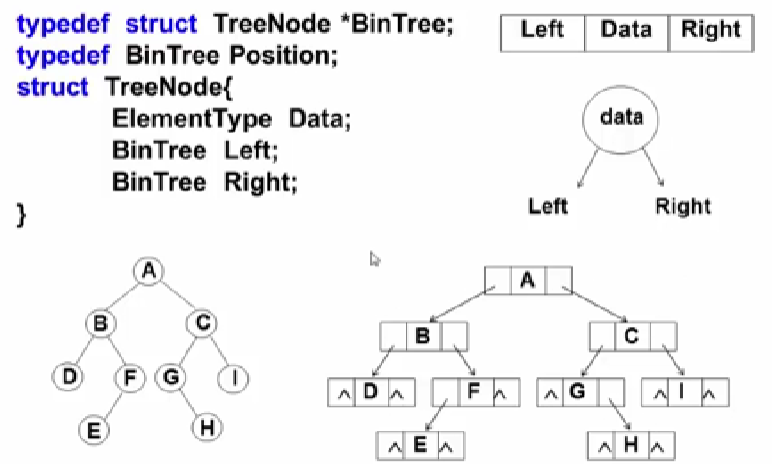 typedef struct TreeNode *BinTree;
typedef BinTree Position;
struct TreeNode{
ElementType Data;
BinTree Left;
BinTree Right;
}
Left Data Right
data
Left Right
A
B C
D F G I
E H
A
B C
^ D ^ F ^ ^ G ^ I ^
^ E ^ ^ H ^